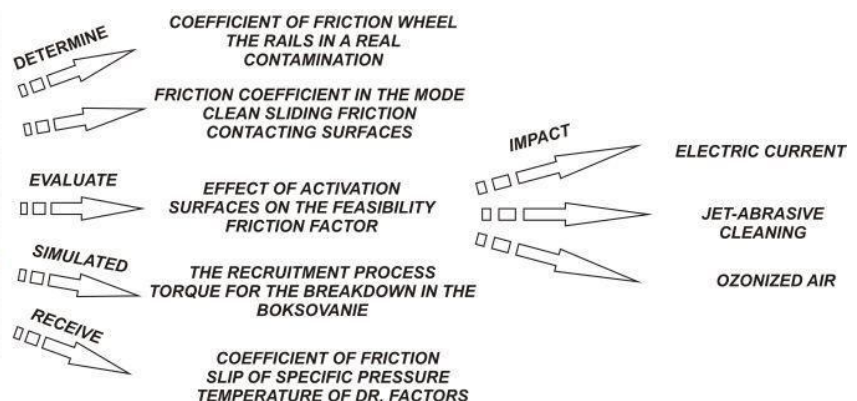 DETERMINE
COEFFICIENT OF FRICTION WHEEL
THE RAILS IN A REAL
CONTAMINATION
FRICTION COEFFICIENT IN THE MODE
CLEAN SLIDING FRICTION
CONTACTING SURFACES
EVALUATE
EFFECT OF ACTIVATION
SURFACES ON THE FEASIBILITY
FRICTION FACTOR
SIMULATED
THE RECRUITMENT PROCESS
TORQUE FOR THE BREAKDOWN IN THE
BOKSOVANIE
RECEIVE
COEFFICIENT OF FRICTION
SLIP OF SPECIFIC PRESSURE
TEMPERATURE OF DR. FACTORS
IMPACT
ELECTRIC CURRENT
JET-ABRASIVE
CLEANING
OZONIZED AIR